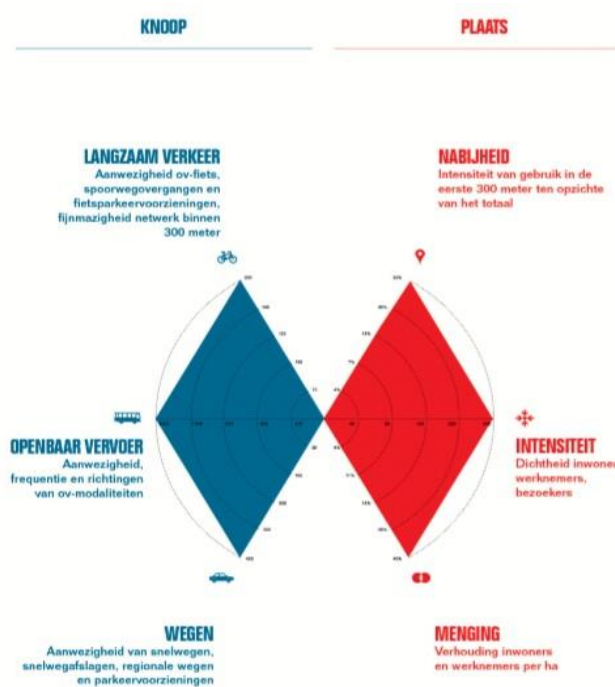 KNOOP
PLAATS
LANGZAAM VERKEER
Aanwezigheid ov-fiets,
spoorwegovergangen en
fietsparkeervoorzieningen,
fijnmazigheid netwerk binnen
300 meter
NABIJHEID
Intensiteit van gebruik in de
eerste 300 meter ten opzichte
van het totaal
OPENBAAR VERVOER
Aanwezigheid,
frequentie en richtingen
van ov-modaliteiten
INTENSITEIT
Dichtheid inwoner
werknemers,
bezoekers
WEGEN
Aanwezigheid van snelwegen,
snelwegafslagen, regionale wegen
en parkeervoorzieningen
MENGING
Verhouding inwoners
en werknemers per ha